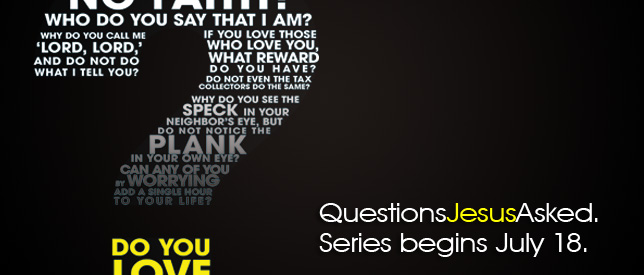 NO FAITH?
WHO DO YOU SAY THAT I AM?
WHY DO YOU CALL ME
‘LORD, LORD,’
AND DO NOT DO
WHAT I TELL YOU?
IF YOU LOVE THOSE
WHO LOVE YOU,
WHAT REWARD
DO YOU HAVE?
DO NOT EVEN THE TAX
COLLECTORS DO THE SAME?
WHY DO YOU SEE THE
SPECK IN YOUR
NEIGHBOR'S EYE, BUT
DO NOT NOTICE THE
PLANK
IN YOUR OWN EYE?
CAN ANY OF YOU
BY WORRYING
ADD A SINGLE HOUR
TO YOUR LIFE?
DO YOU
LOVE
QuestionsJesusAsked.
Series begins July 18.